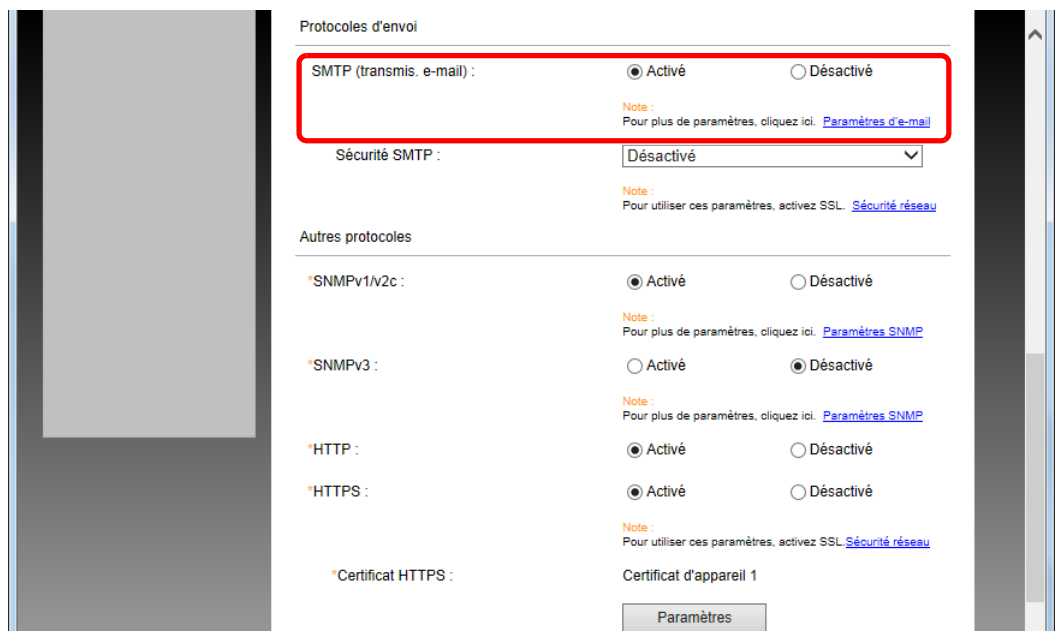 Protocoles d'envoi
SMTP (transmis. e-mail) : Activé Désactivé
Note :
Pour plus de paramètres, cliquez ici. Paramètres d'e-mail
Sécurité SMTP : Désactivé
Note :
Pour utiliser ces paramètres, activez SSL. Sécurité réseau
Autres protocoles
*SNMPv1/v2c : Activé Désactivé
Note :
Pour plus de paramètres, cliquez ici. Paramètres SNMP
*SNMPv3 : Activé Désactivé
Note :
Pour plus de paramètres, cliquez ici. Paramètres SNMP
*HTTP : Activé Désactivé
*HTTPS : Activé Désactivé
Note :
Pour utiliser ces paramètres, activez SSL.Sécurité réseau
*Certificat HTTPS : Certificat d'appareil 1
Paramètres